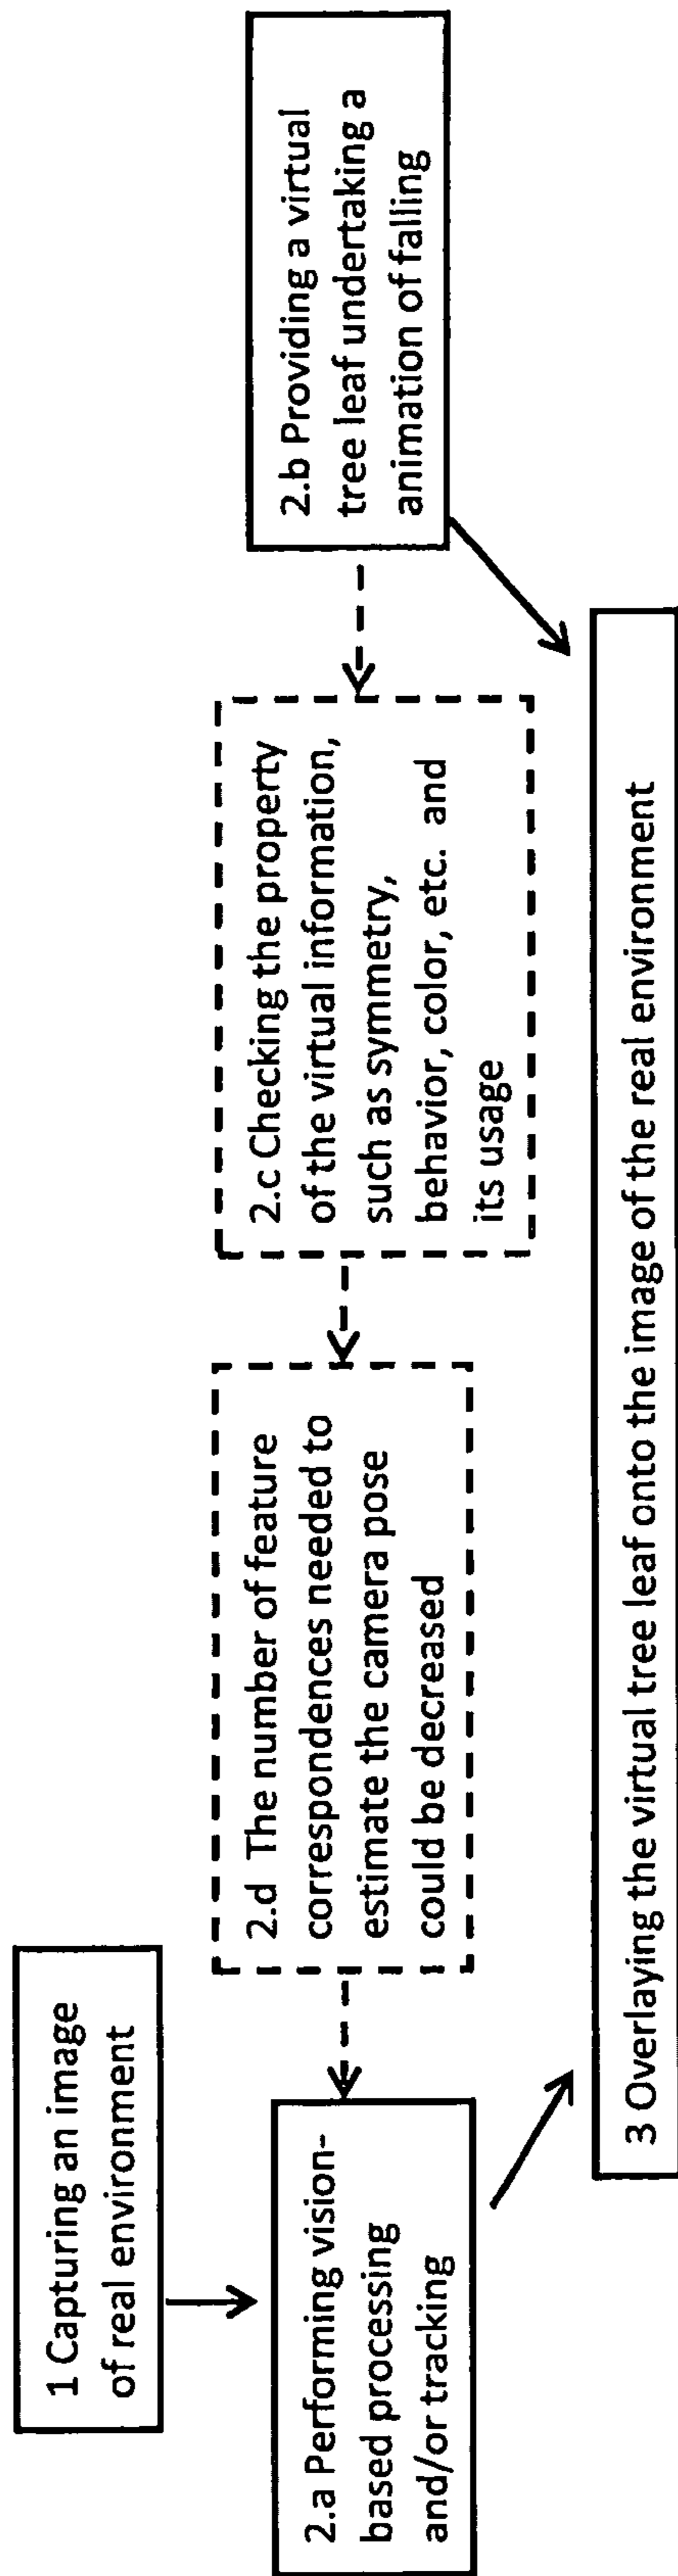 1 Capturing an image
of real environment
2.a Performing vision-
based processing
and/or tracking
2.d The number of feature
correspondences needed to
estimate the camera pose
could be decreased
2.c Checking the property
of the virtual information,
such as symmetry,
behavior, color, etc. and
its usage
2.b Providing a virtual
tree leaf undertaking a
animation of falling
3 Overlaying the virtual tree leaf onto the image of the real environment